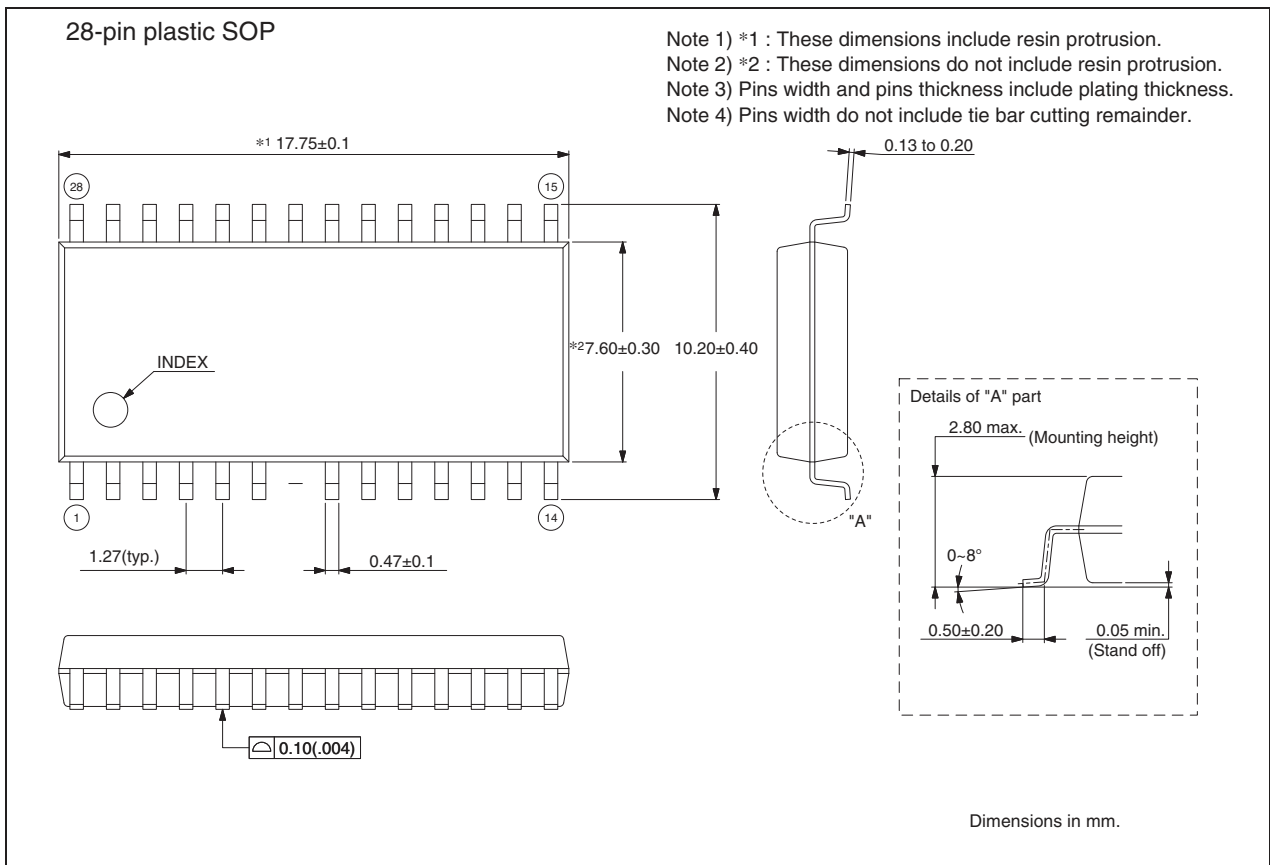 28-pin plastic SOP
Note 1) *1 : These dimensions include resin protrusion.
Note 2) *2 : These dimensions do not include resin protrusion.
Note 3) Pins width and pins thickness include plating thickness.
Note 4) Pins width do not include tie bar cutting remainder.
*1 17.75±0.1
0.13 to 0.20
28
15
INDEX
*2 7.60±0.30
10.20±0.40
1
14
"A"
1.27(typ.)
0.47±0.1
Details of "A" part
2.80 max.
(Mounting height)
0~8°
0.50±0.20
0.05 min.
(Stand off)
0.10(.004)
Dimensions in mm.